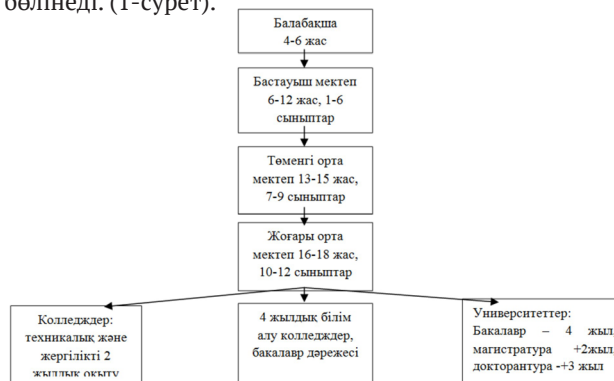 бөлінеді. (1-сурет).
Балабақша
4-6 жас
Бастауыш мектеп
6-12 жас, 1-6
сыныптар
Төменгі орта
мектеп 13-15 жас,
7-9 сыныптар
Жоғары орта
мектеп 16-18 жас,
10-12 сыныптар
Колледждер:
техникалық және
жергілікті 2
жылдық оқыту
4 жылдық білім
алу колледждер,
бакалавр дәрежесі
Университеттер:
Бакалавр – 4 жыл,
магистратура +2жыл,
докторантура -+3 жыл